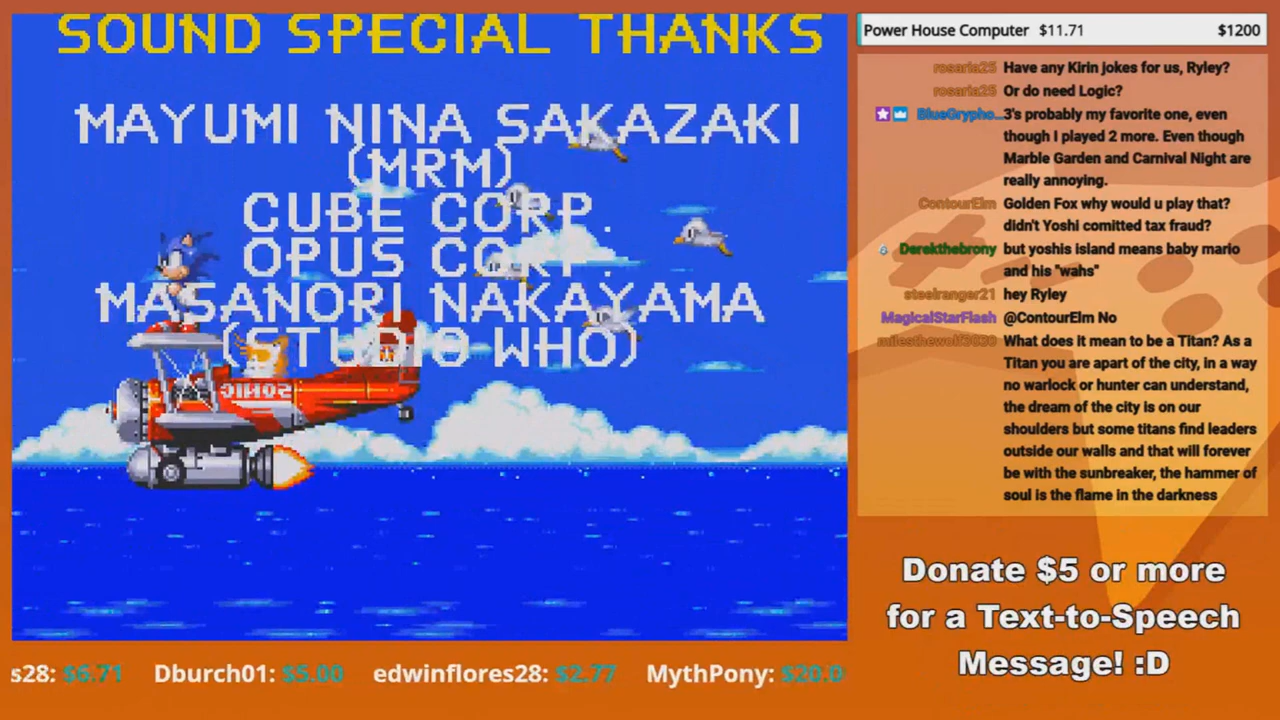 SOUND SPECIAL THANKS
MAYUMI NINA SAKAZAKI
(MRM)
CUBE CORP.
OPUS CORP.
MASANORI NAKAYAMA
(STUDIO WHO)
SONIC
Power House Computer $11.71 $1200
rosaria25 Have any Kirin jokes for us, Ryley?
rosaria25 Or do need Logic?
BlueGrypho... 3's probably my favorite one, even
though I played 2 more. Even though
Marble Garden and Carnival Night are
really annoying.
ContourElm Golden Fox why would u play that?
didn't Yoshi comitted tax fraud?
6 Derekthebrony but yoshis island means baby mario
and his "wahs"
steelranger21 hey Ryley
MagicalStarFlash @ContourElm No
milesthewolf3030 What does it mean to be a Titan? As a
Titan you are apart of the city, in a way
no warlock or hunter can understand,
the dream of the city is on our
shoulders but some titans find leaders
outside our walls and that will forever
be with the sunbreaker, the hammer of
soul is the flame in the darkness
Donate $5 or more
for a Text-to-Speech
Message! :D
s28: $6.71 Dburch01: $5.00 edwinflores28: $2.77 MythPony: $20.0